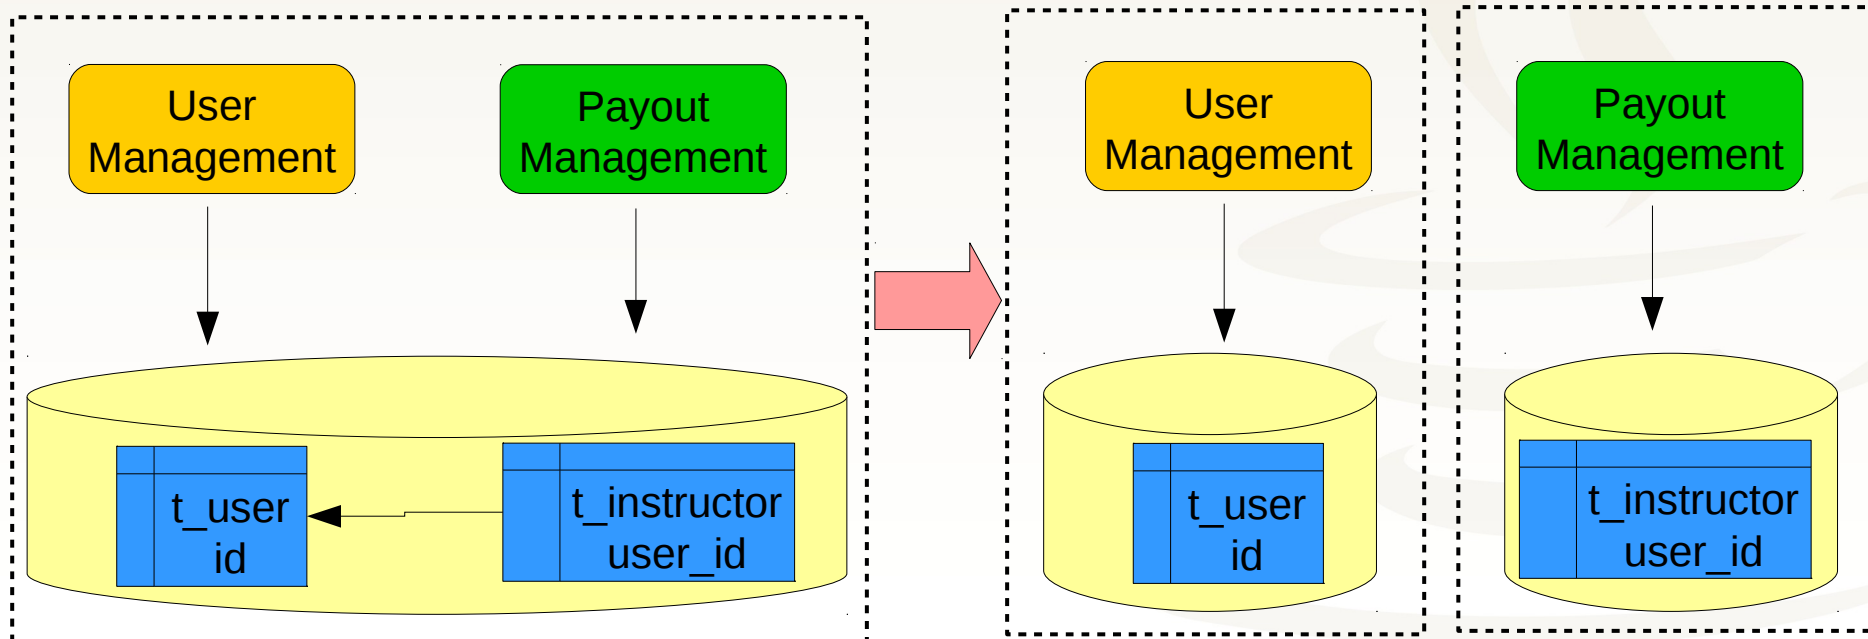 User
Management
Payout
Management
t_user
id
t_instructor
user_id
User
Management
Payout
Management
t_user
id
t_instructor
user_id